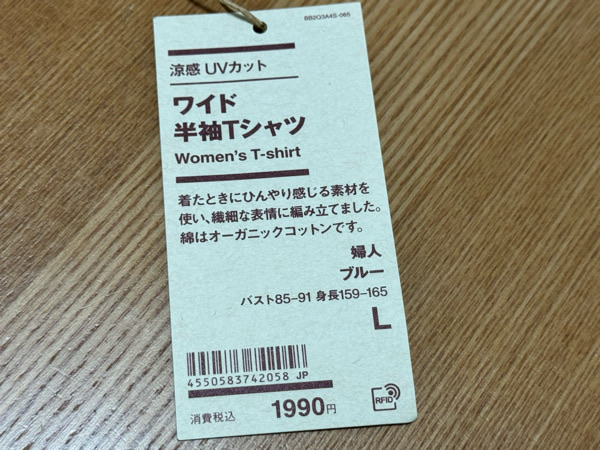 BB2Q3A4S-065
涼感 UVカット
ワイド
半袖Tシャツ
Women's T-shirt
着たときにひんやり感じる素材を
使い、繊細な表情に編み立てました。
綿はオーガニックコットンです。
婦人
ブルー
バスト85-91 身長159-165
L
4550583742058 JP
消費税込 1990円
RFID